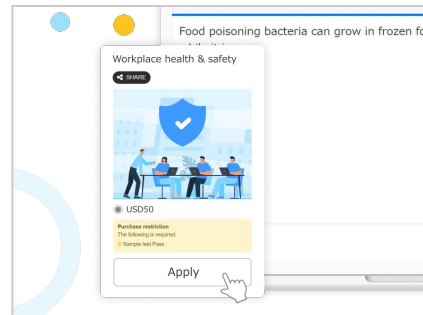 Food poisoning bacteria can grow in frozen
Workplace health & safety
SHARE
USD50
Purchase restriction
The following is required:
Sample test Pass
Apply